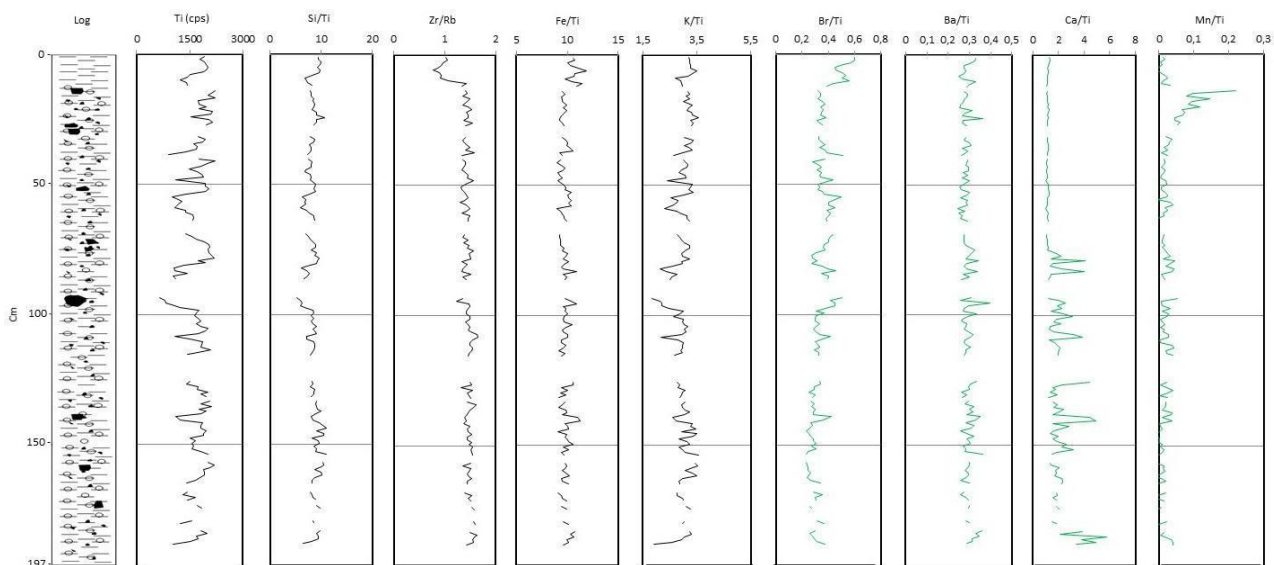 Log Ti (cps) Si/Ti Zr/Rb Fe/Ti K/Ti Br/Ti Ba/Ti Ca/Ti Mn/Ti
0 1500 3000 0 10 20 0 1 2 5 10 15 1,5 3,5 5,5 0 0,2 0,4 0,6 0,8 0 0,1 0,2 0,3 0,4 0,5 0 2 4 6 8 0 0,1 0,2 0,3
0
50
Cm
100
150
197